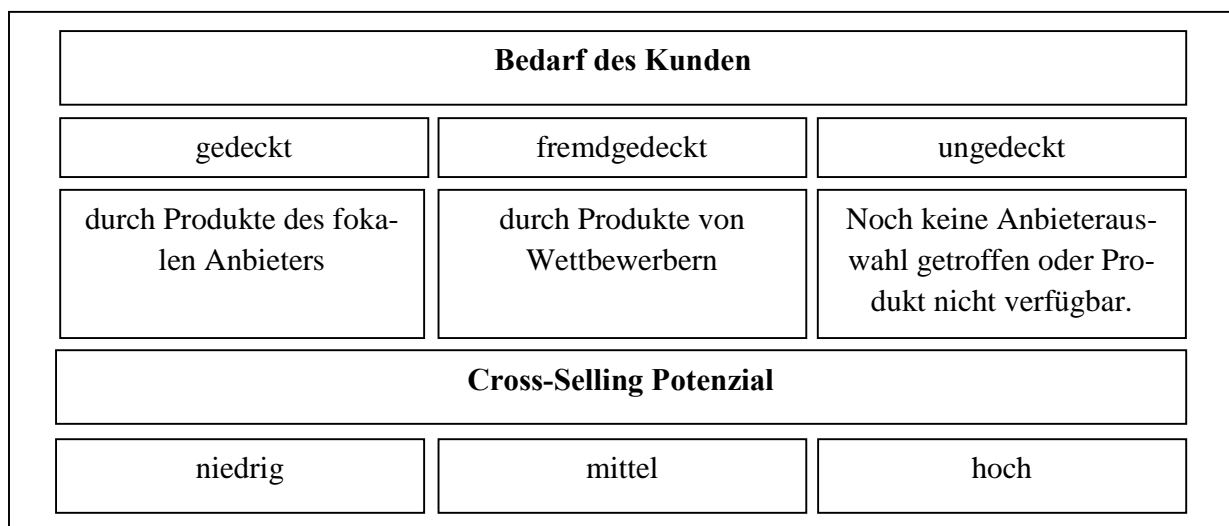 Bedarf des Kunden
gedeckt
fremdgedeckt
ungedeckt
durch Produkte des foka-
len Anbieters
durch Produkte von
Wettbewerbern
Noch keine Anbieteraus-
wahl getroffen oder Pro-
dukt nicht verfügbar.
Cross-Selling Potenzial
niedrig
mittel
hoch